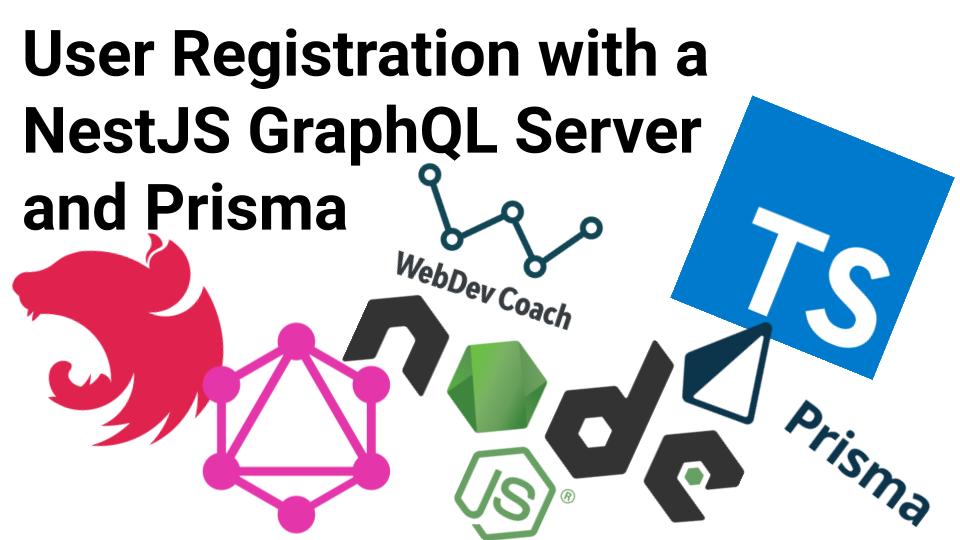 User Registration with a
NestJS GraphQL Server
and Prisma
WebDev Coach
TS
node
JS
®
Prisma